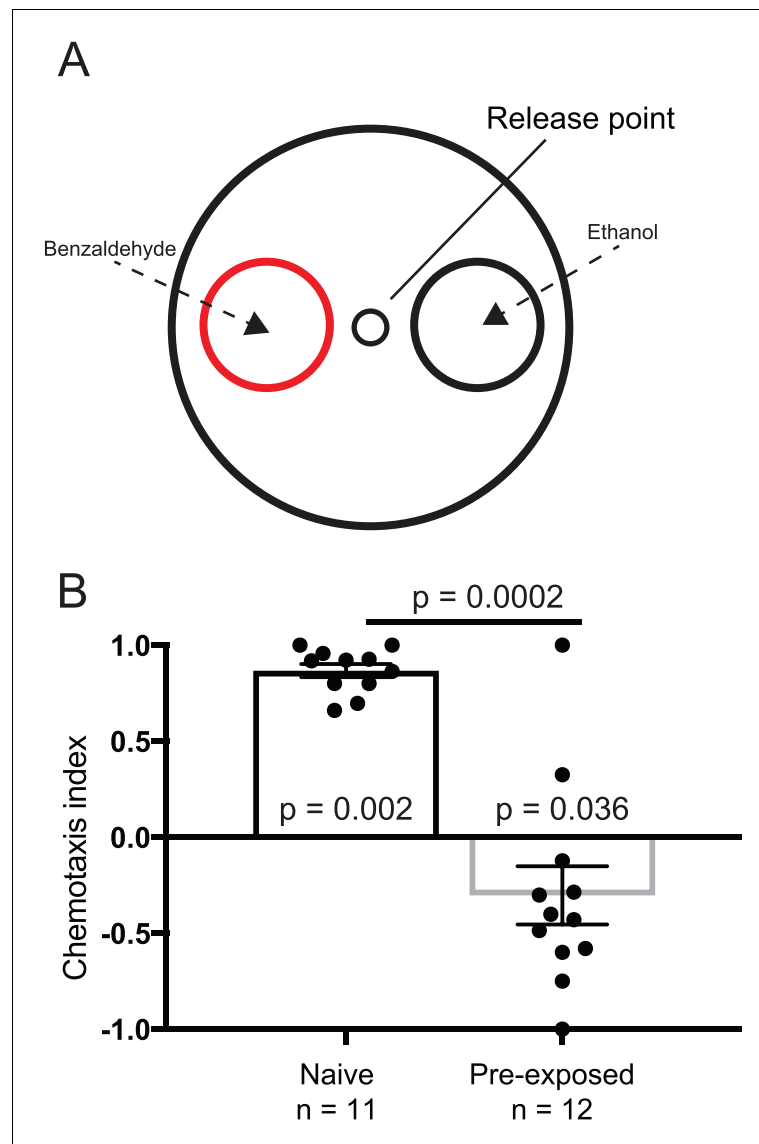 A
Release point
Benzaldehyde
Ethanol
B
p = 0.0002
1.0
0.5
0.0
-0.5
-1.0
Chemotaxis index
p = 0.002
p = 0.036
Naive
n = 11
Pre-exposed
n = 12